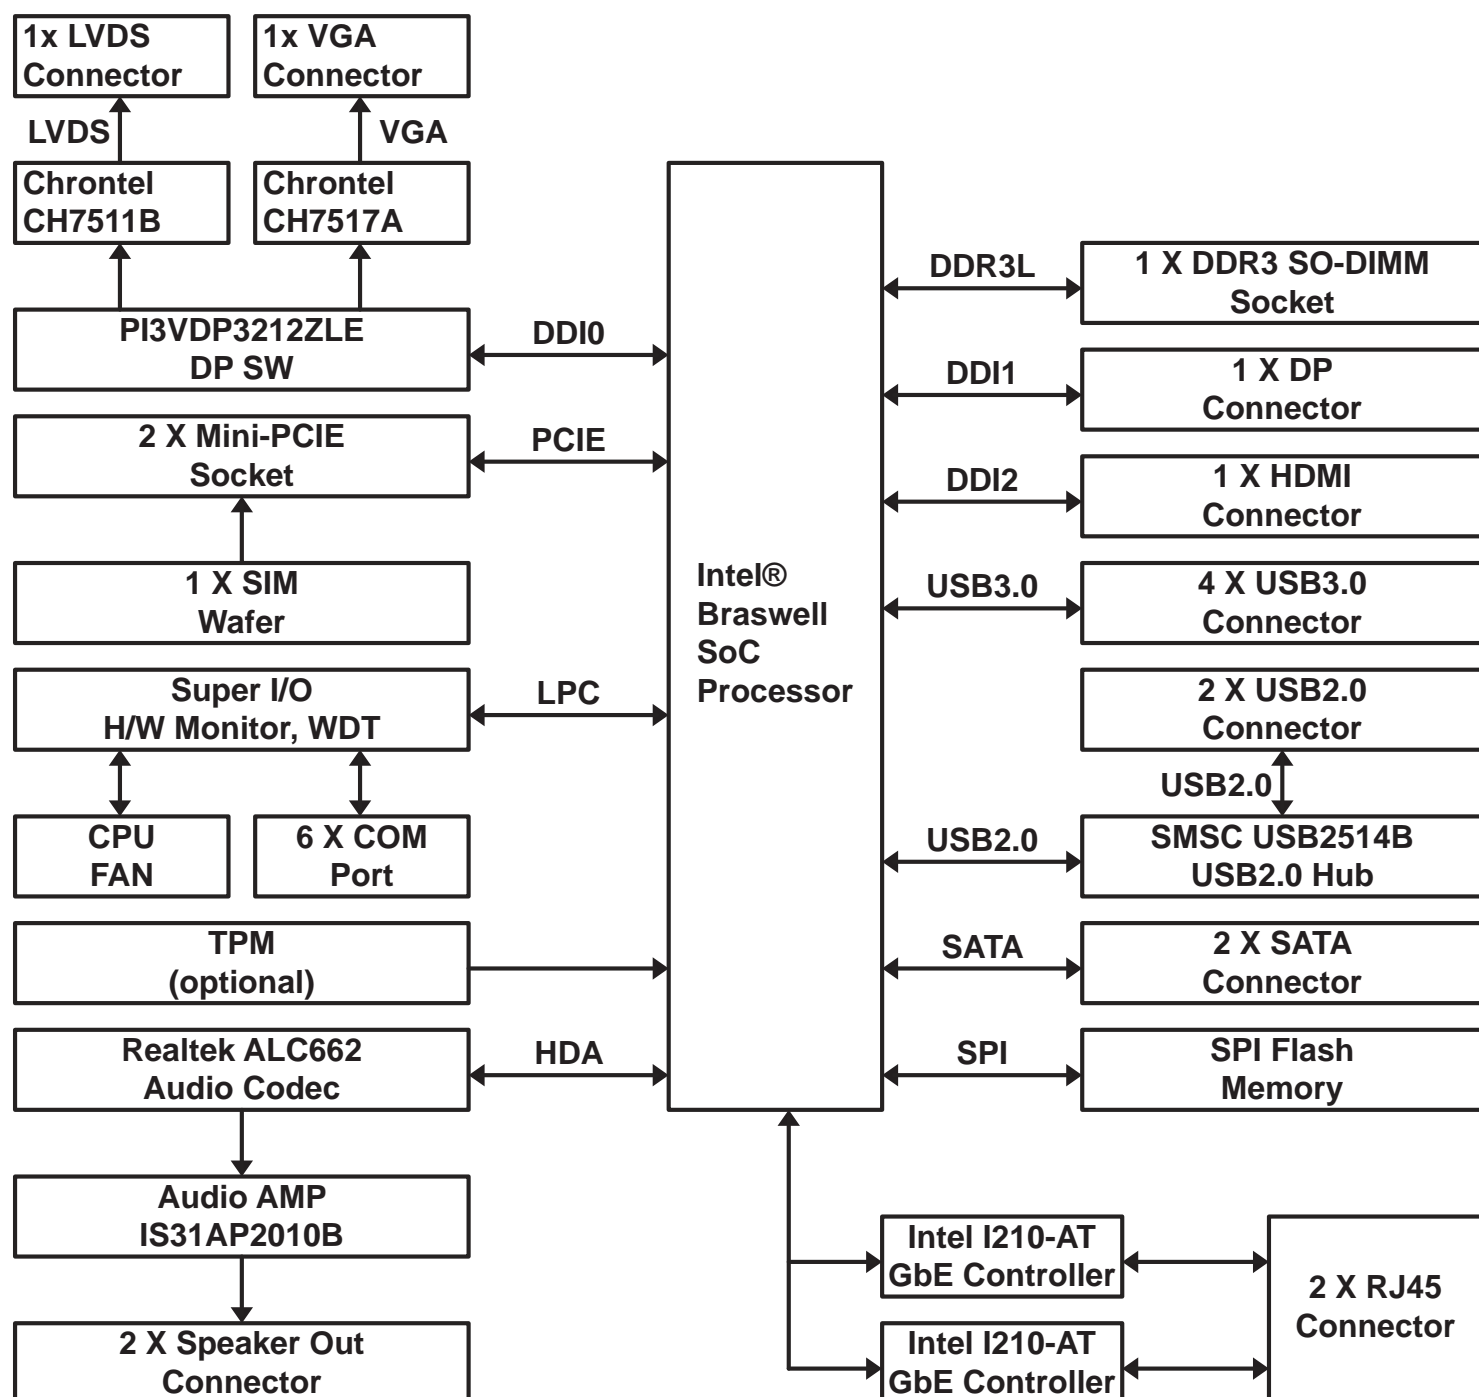 1x LVDS
Connector
1x VGA
Connector
LVDS
VGA
Chrontel
CH7511B
Chrontel
CH7517A
PI3VDP3212ZLE
DP SW
DDI0
2 X Mini-PCIE
Socket
PCIE
1 X SIM
Wafer
Super I/O
H/W Monitor, WDT
LPC
CPU
FAN
6 X COM
Port
TPM
(optional)
Realtek ALC662
Audio Codec
HDA
Audio AMP
IS31AP2010B
2 X Speaker Out
Connector
Intel®
Braswell
SoC
Processor
DDR3L
1 X DDR3 SO-DIMM
Socket
DDI1
1 X DP
Connector
DDI2
1 X HDMI
Connector
USB3.0
4 X USB3.0
Connector
2 X USB2.0
Connector
USB2.0
USB2.0
SMSC USB2514B
USB2.0 Hub
SATA
2 X SATA
Connector
SPI
SPI Flash
Memory
Intel I210-AT
GbE Controller
Intel I210-AT
GbE Controller
2 X RJ45
Connector